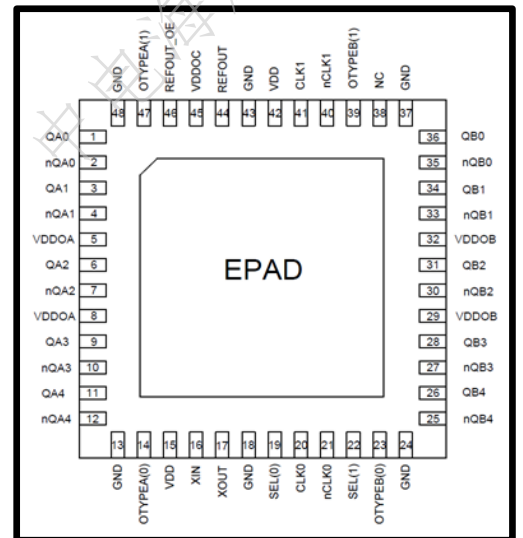 GND OTYPEA(1) REFOUT_OE VDDOC REFOUT GND VDD CLK1 nCLK1 OTYPEB(1) NC GND
48 47 46 45 44 43 42 41 40 39 38 37
QA0 1 36 QB0
nQA0 2 35 nQB0
QA1 3 34 QB1
nQA1 4 33 nQB1
VDDOA 5 32 VDDOB
QA2 6 31 QB2
EPAD
nQA2 7 30 nQB2
VDDOA 8 29 VDDOB
QA3 9 28 QB3
nQA3 10 27 nQB3
QA4 11 26 QB4
nQA4 12 25 nQB4
13 14 15 16 17 18 19 20 21 22 23 24
GND OTYPEA(0) VDD XIN XOUT GND SEL(0) CLK0 nCLK0 SEL(1) OTYPEB(0) GND